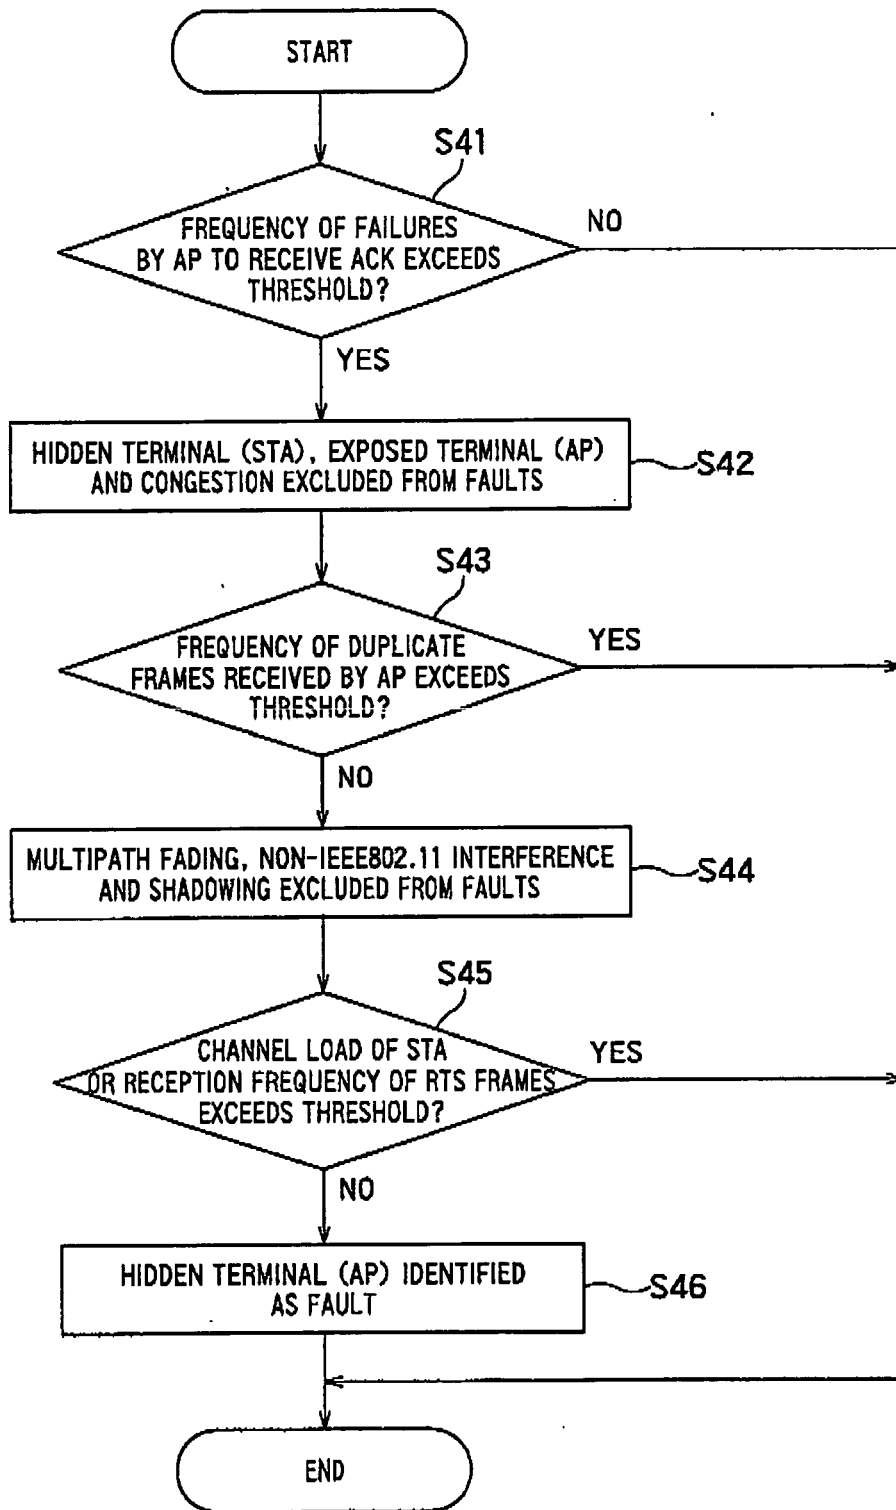 START
S41
FREQUENCY OF FAILURES
BY AP TO RECEIVE ACK EXCEEDS
THRESHOLD?
NO
YES
HIDDEN TERMINAL (STA), EXPOSED TERMINAL (AP)
AND CONGESTION EXCLUDED FROM FAULTS
S42
S43
FREQUENCY OF DUPLICATE
FRAMES RECEIVED BY AP EXCEEDS
THRESHOLD?
YES
NO
MULTIPATH FADING, NON-IEEE802.11 INTERFERENCE
AND SHADOWING EXCLUDED FROM FAULTS
S44
S45
CHANNEL LOAD OF STA
OR RECEPTION FREQUENCY OF RTS FRAMES
EXCEEDS THRESHOLD?
YES
NO
HIDDEN TERMINAL (AP) IDENTIFIED
AS FAULT
S46
END